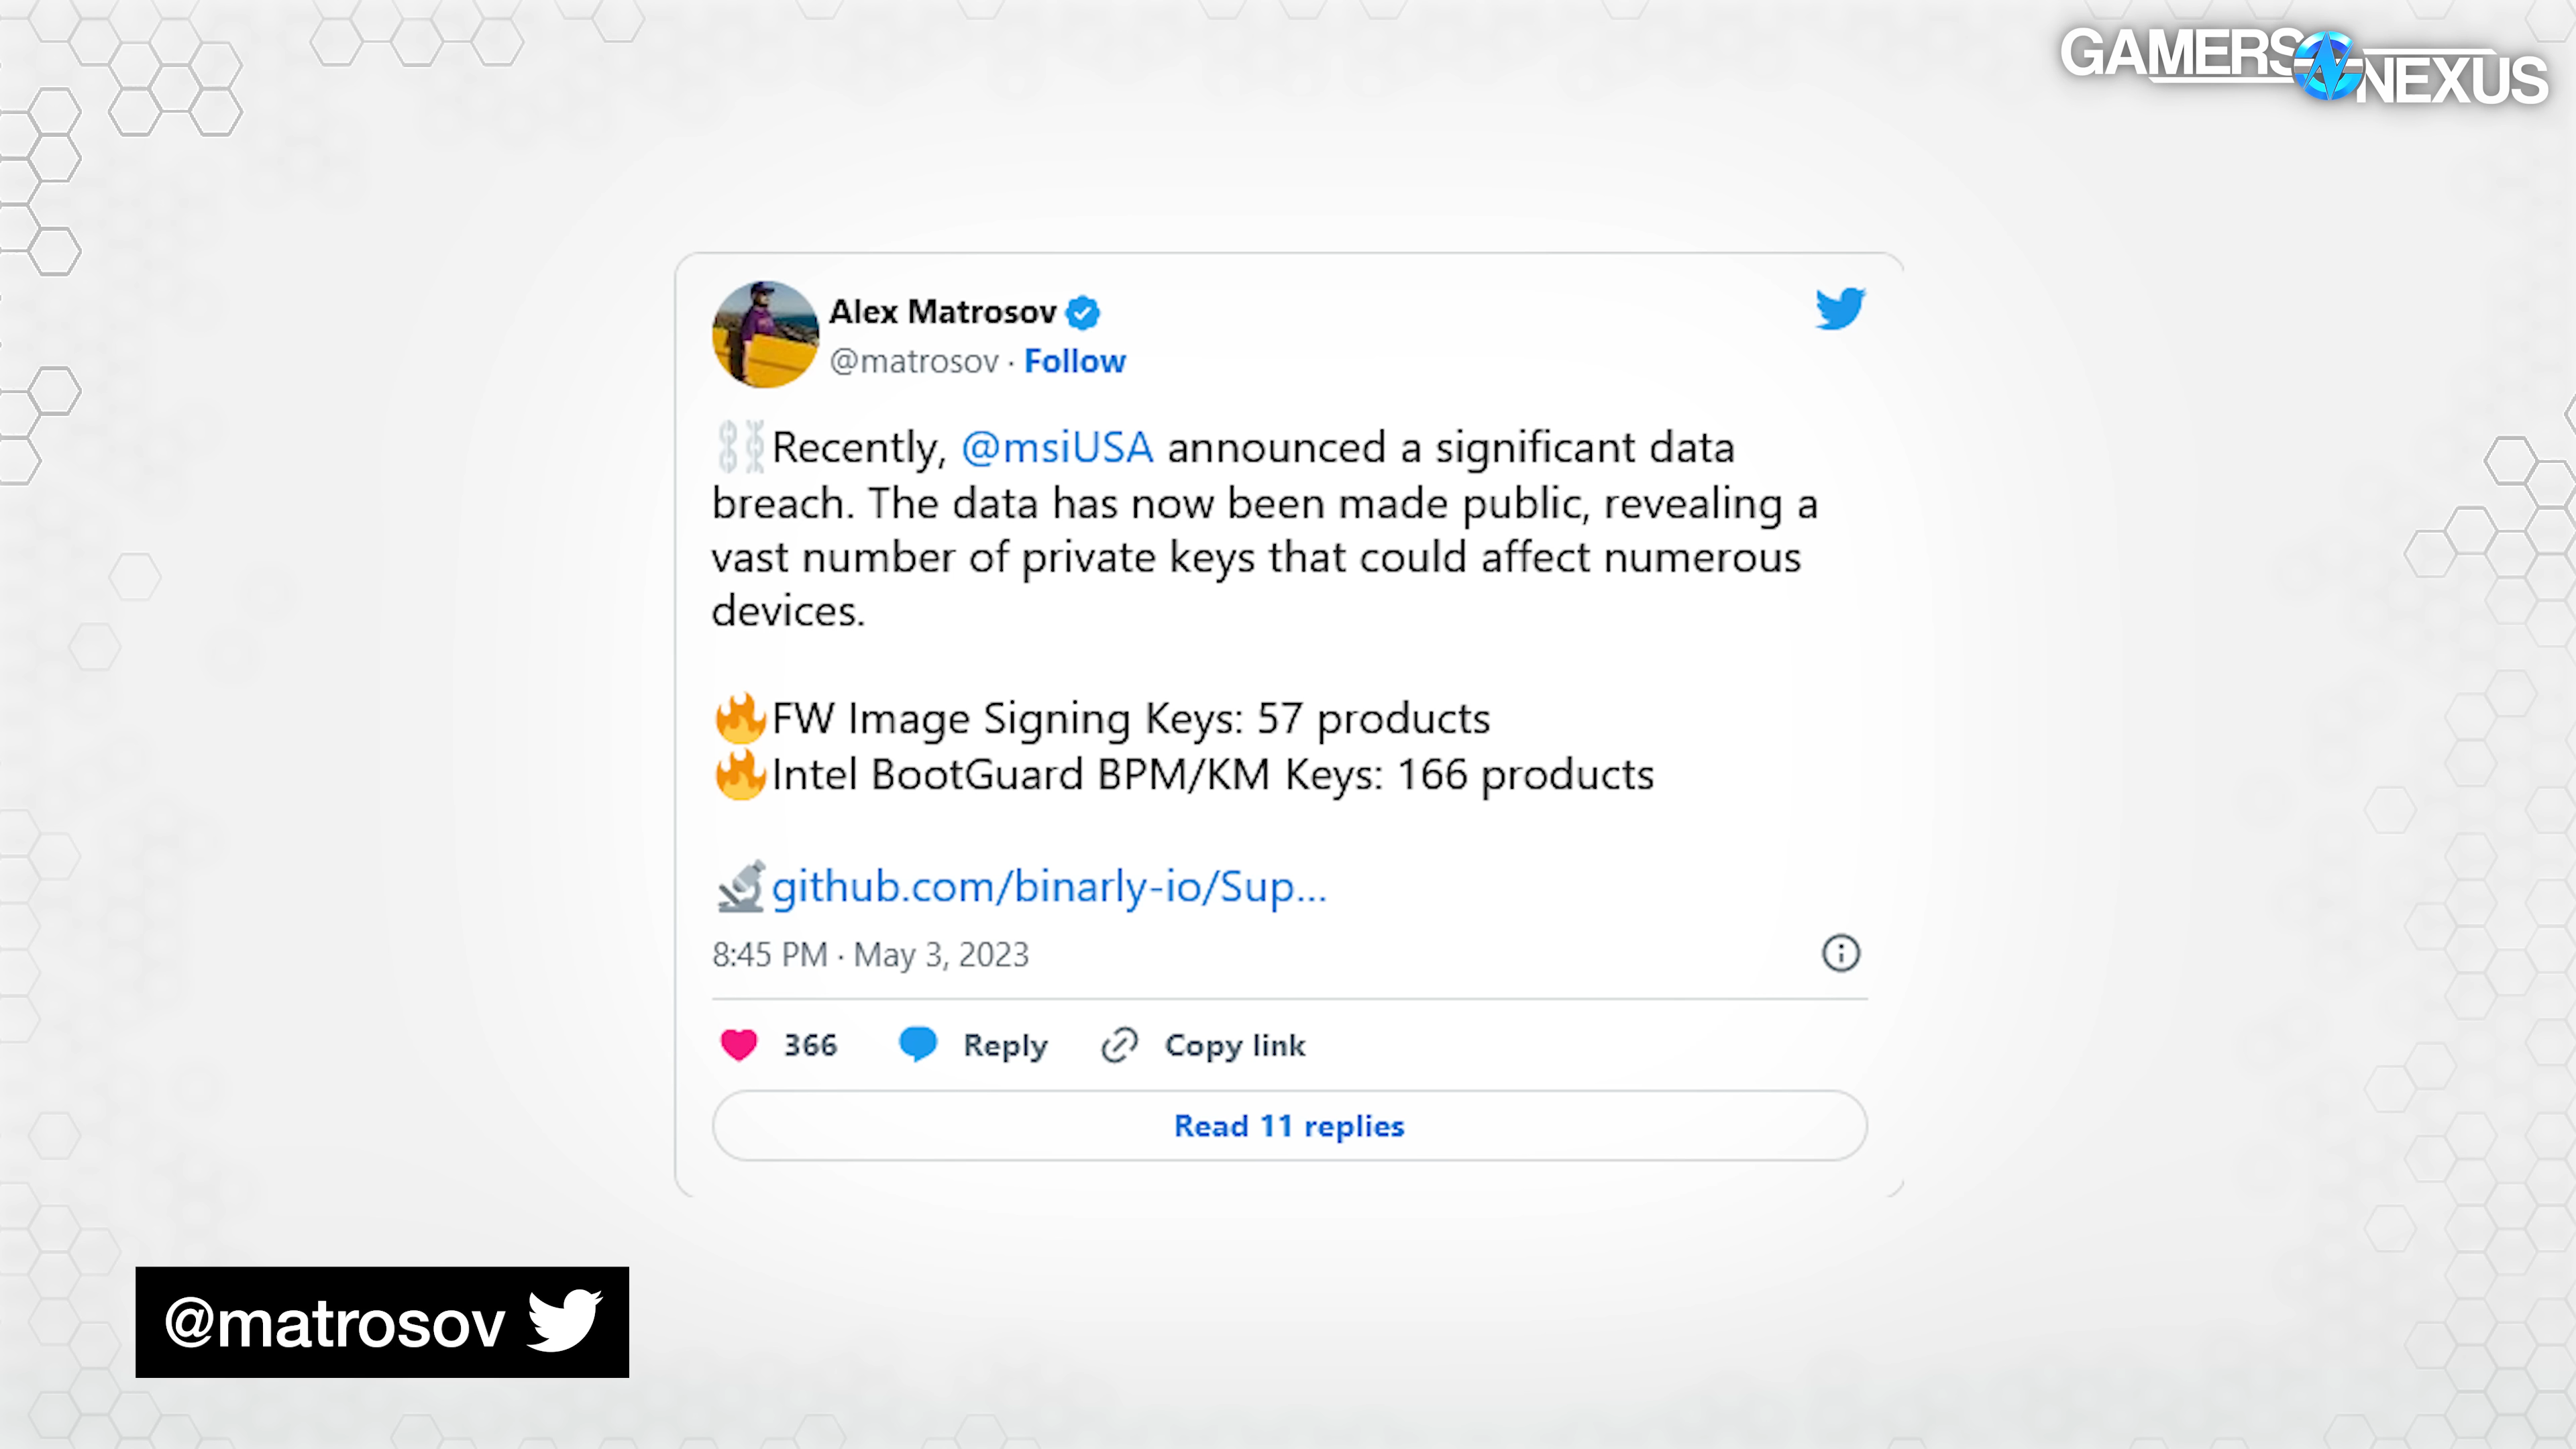 GAMERS NEXUS
Alex Matrosov
@matrosov · Follow
⛓⛓Recently, @msiUSA announced a significant data
breach. The data has now been made public, revealing a
vast number of private keys that could affect numerous
devices.
🔥FW Image Signing Keys: 57 products
🔥Intel BootGuard BPM/KM Keys: 166 products
🔬github.com/binarly-io/Sup...
8:45 PM · May 3, 2023
366 Reply Copy link
Read 11 replies
@matrosov